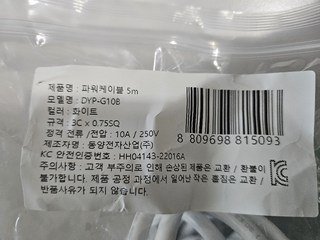 제품명 : 파워케이블 5m
모델명 : DYP-G10B
컬러 : 화이트
규격 : 3C x 0.75SQ
정격 전류 /전압 : 10A / 250V
제조자명 : 동양전자산업(주)
KC 안전인증번호 : HH04143-22016A
주의사항 : 고객 부주의로 인해 손상된 제품은 교환 / 환불이
불가합니다. 제품 공정 과정에서 일어난 작은 흠집은 교환 /
반품사유가 되지 않습니다.
8 809698 815093